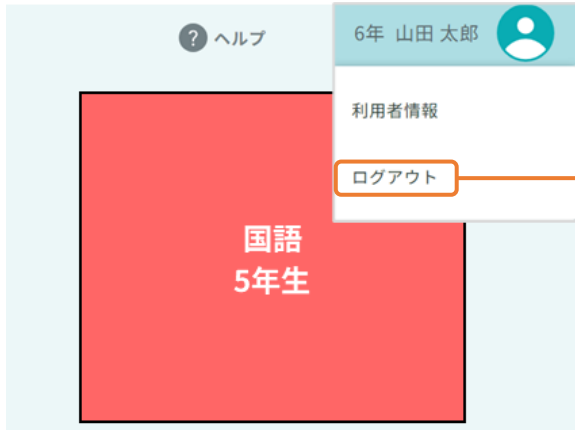 ヘルプ
6年 山田 太郎
利用者情報
ログアウト
国語
5年生